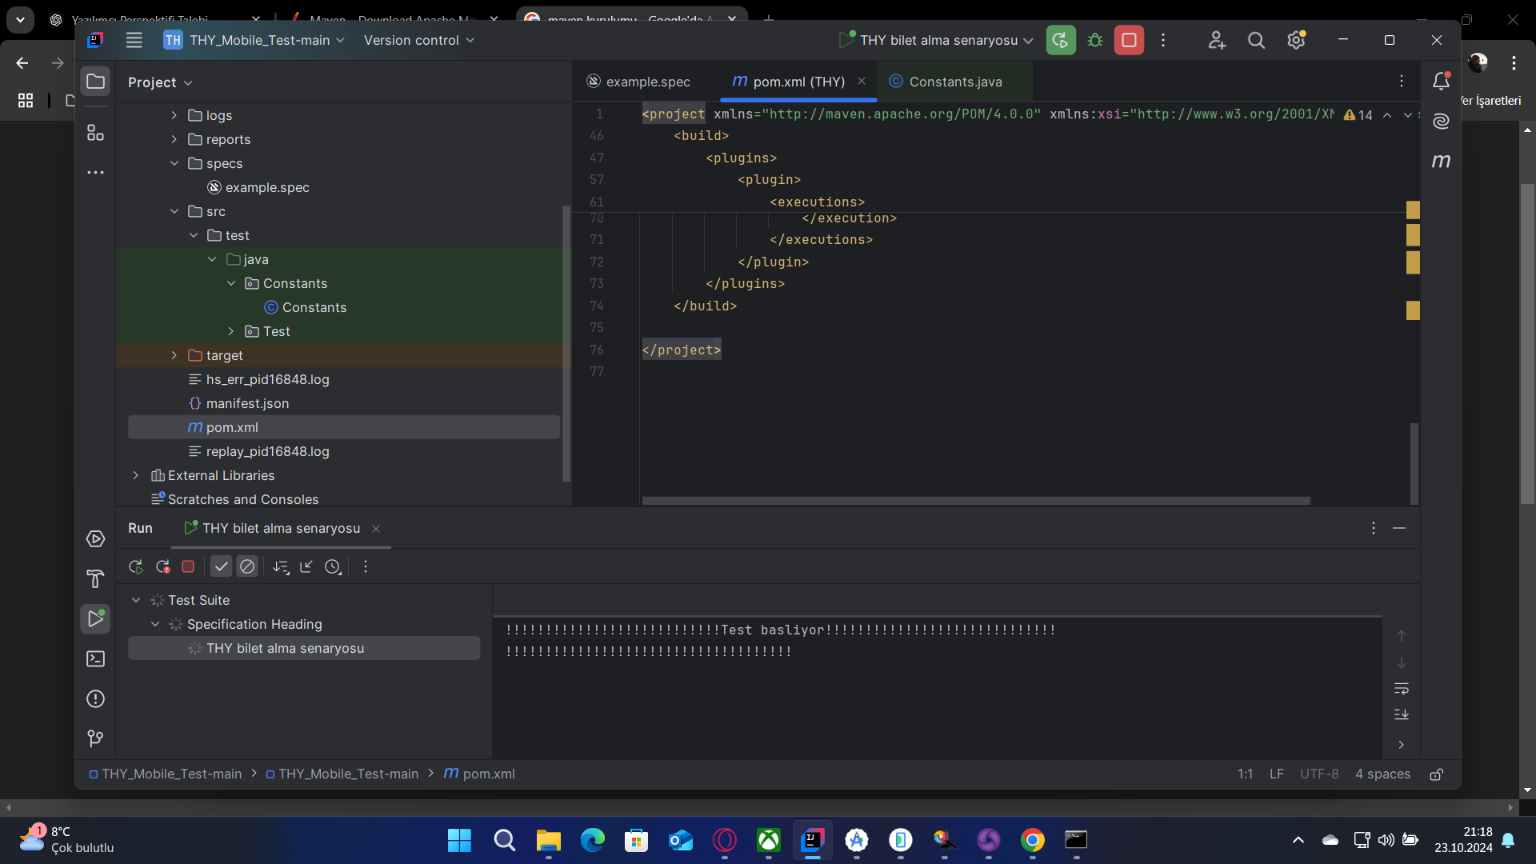 Yazılımcı Perspektifi Talebi
Maven – Download Apache M
maven kurulumu - Google'da A
TH THY_Mobile_Test-main
Version control
THY bilet alma senaryosu
er İşaretleri
Project
example.spec
pom.xml (THY)
Constants.java
logs
reports
specs
example.spec
src
test
java
Constants
Constants
Test
target
hs_err_pid16848.log
manifest.json
pom.xml
replay_pid16848.log
External Libraries
Scratches and Consoles
1 <project xmlns="http://maven.apache.org/POM/4.0.0" xmlns:xsi="http://www.w3.org/2001/XM 14
46 <build>
47 <plugins>
57 <plugin>
61 <executions>
70 </execution>
71 </executions>
72 </plugin>
73 </plugins>
74 </build>
75
76 </project>
77
Run
THY bilet alma senaryosu
Test Suite
Specification Heading
THY bilet alma senaryosu
!!!!!!!!!!!!!!!!!!!!!!!!!!!Test basliyor!!!!!!!!!!!!!!!!!!!!!!!!!!!!!
!!!!!!!!!!!!!!!!!!!!!!!!!!!!!!!!!!!!
THY_Mobile_Test-main > THY_Mobile_Test-main > m pom.xml
1:1 LF UTF-8 4 spaces
1
8°C
Çok bulutlu
21:18
23.10.2024